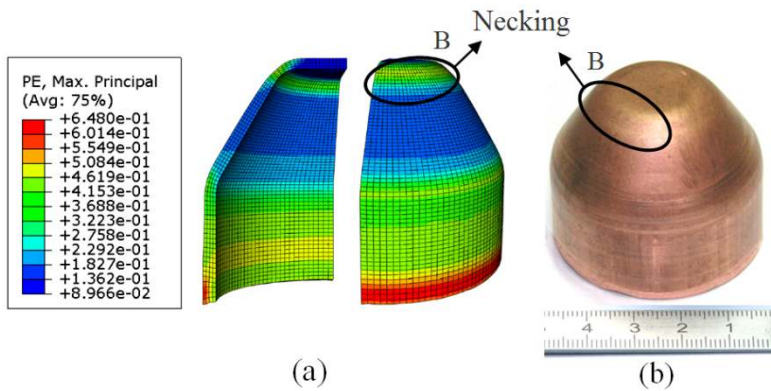 Necking
B
B
PE, Max. Principal
(Avg: 75%)
+6.480e-01
+6.014e-01
+5.549e-01
+5.084e-01
+4.619e-01
+4.153e-01
+3.688e-01
+3.223e-01
+2.758e-01
+2.292e-01
+1.827e-01
+1.362e-01
+8.966e-02
4 3 2 1
(a)
(b)